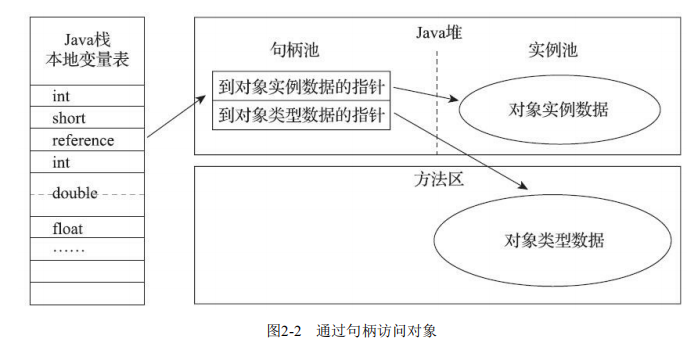 Java栈
本地变量表
int
short
reference
int
double
float
……
Java堆
句柄池
实例池
到对象实例数据的指针
到对象类型数据的指针
对象实例数据
方法区
对象类型数据
图2-2 通过句柄访问对象